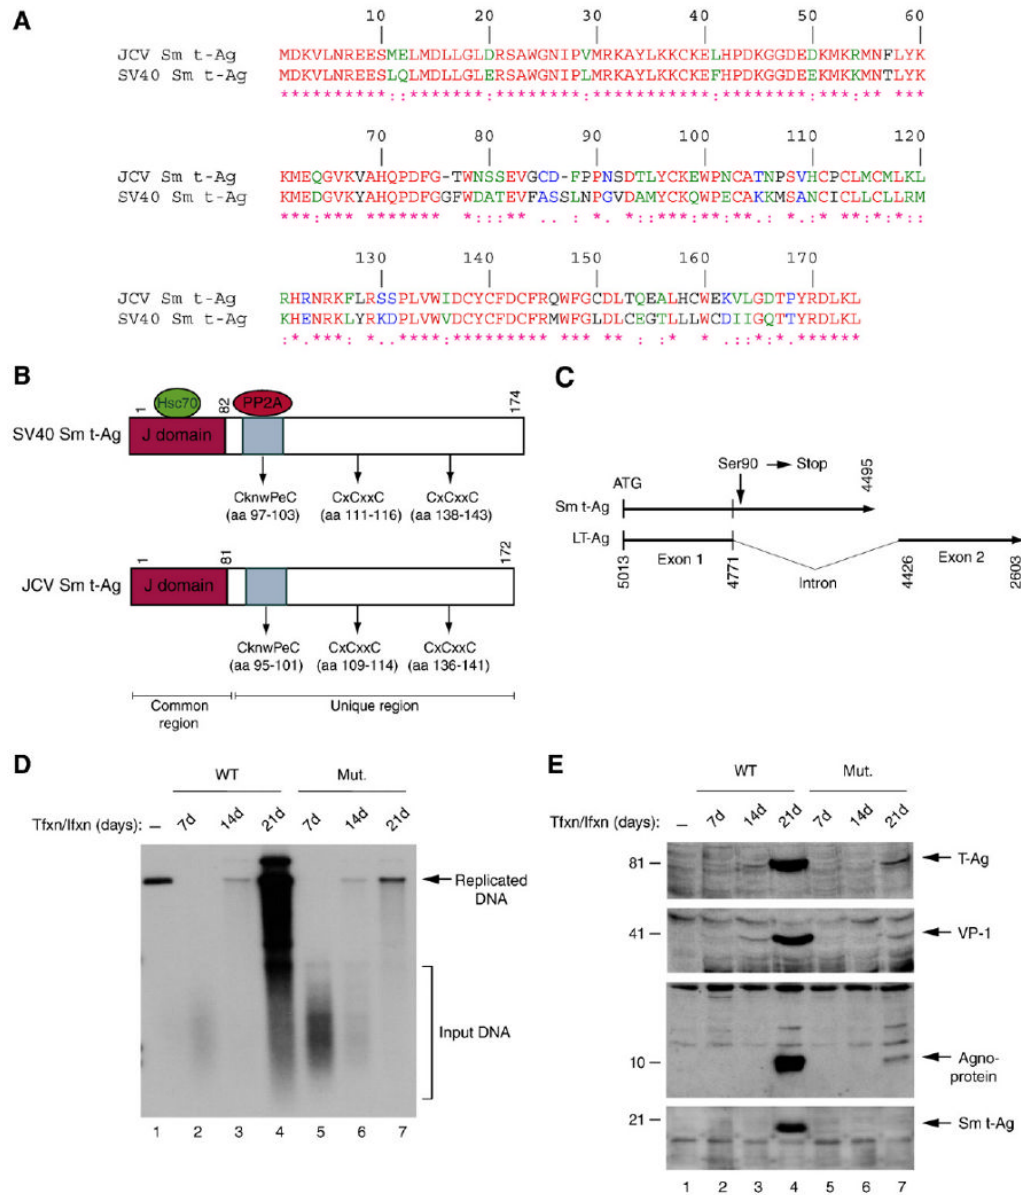 A
10 20 30 40 50 60
JCV Sm t-Ag MDKVLNREESMELMDLLGLDRSAWGNIPVMRKAYLKKCKELHPDKGGDEDKMKRMNFLYK
SV40 Sm t-Ag MDKVLNREESLQLMDLLGLERSAWGNIPLMRKAYLKKCKEFHPDKGGDEEKMKKMNTLYK
**********::*******:********:***********:********:***:** ***
70 80 90 100 110 120
JCV Sm t-Ag KMEQGVKVAHQPDFG-TWNSSEVGCD-FPPNSDTLYCKEWPNCATNPSVHCPCLMCMLKL
SV40 Sm t-Ag KMEDGVKYAHQPDFGGFWDATEVFASSLNPGVDAMYCKQWPECAKKMSANCICLLCLLRM
***:*** ******* *:::** .. : *. *::***:**:**.: *.:* **:*:*::
130 140 150 160 170
JCV Sm t-Ag RHRNRKFLRSSPLVWIDCYCFDCFRQWFGCDLTQEALHCWEKVLGDTPYRDLKL
SV40 Sm t-Ag KHENRKLYRKDPLVWVDCYCFDCFRMWFGLDLCEGTLLLWCDIIGQTTYRDLKL
:*.***: *..****:********* *** ** : :* * .::*:*.******
B
1 Hsc70 82 PP2A 174
SV40 Sm t-Ag J domain
CknwPeC CxCxxC CxCxxC
(aa 97-103) (aa 111-116) (aa 138-143)
1 81 172
JCV Sm t-Ag J domain
CknwPeC CxCxxC CxCxxC
(aa 95-101) (aa 109-114) (aa 136-141)
Common region Unique region
C
Ser90 Stop 4495
ATG
Sm t-Ag
LT-Ag
Exon 1 Exon 2
5013 4771 Intron 4426 2603
D
WT Mut.
Tfxn/Ifxn (days): – 7d 14d 21d 7d 14d 21d
Replicated DNA
Input DNA
1 2 3 4 5 6 7
E
WT Mut.
Tfxn/Ifxn (days): – 7d 14d 21d 7d 14d 21d
81 – T-Ag
41 – VP-1
10 – Agno-
protein
21 – Sm t-Ag
1 2 3 4 5 6 7